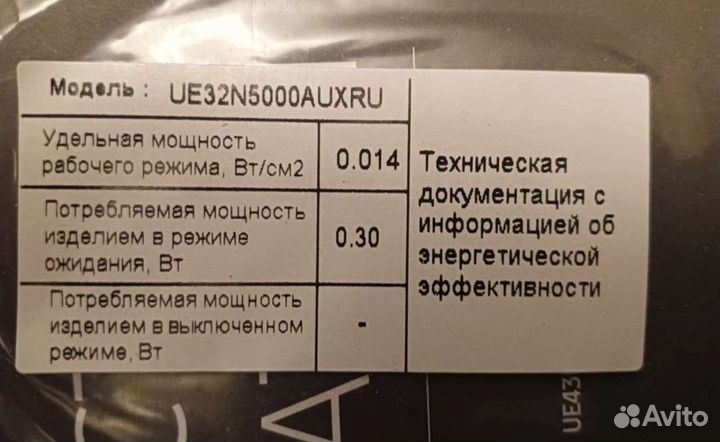 Модель : UE32N5000AUXRU
Удельная мощность
рабочего режима, Вт/см2
0.014
Потребляемая мощность
изделием в режиме
ожидания, Вт
0.30
Потребляемая мощность
изделием в выключенном
режиме, Вт
-
Техническая
документация с
информацией об
энергетической
эффективности
UE43
Avito